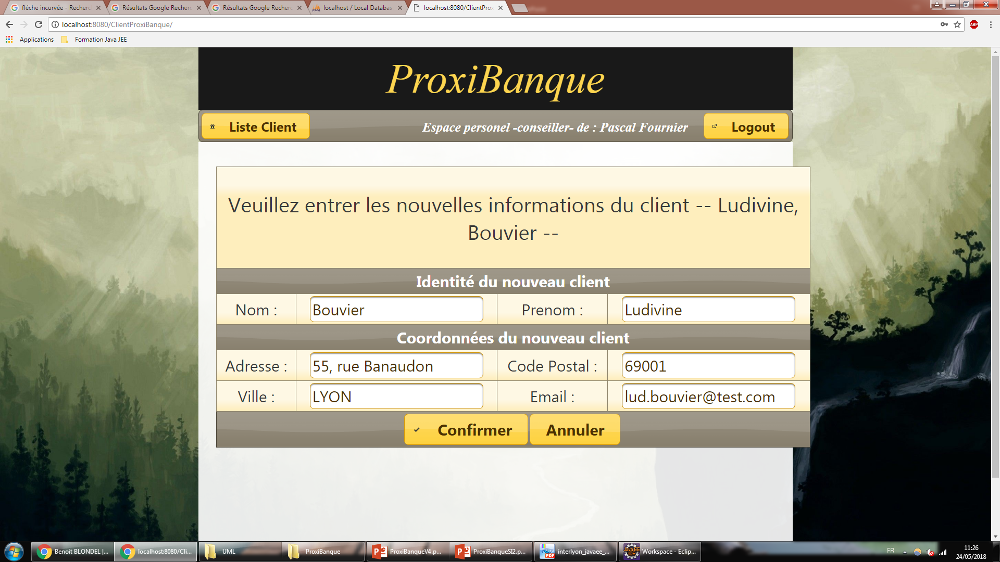 fléche incurvée - Recherc
Résultats Google Recherc
Résultats Google Recherc
localhost / Local Databas
localhost:8080/ClientProx
localhost:8080/ClientProxiBanque/
ABP
Applications
Formation Java JEE
ProxiBanque
Liste Client
Espace personel -conseiller- de : Pascal Fournier
Logout
Veuillez entrer les nouvelles informations du client -- Ludivine,
Bouvier --
Identité du nouveau client
Nom :
Bouvier
Prenom :
Ludivine
Coordonnées du nouveau client
Adresse :
55, rue Banaudon
Code Postal :
69001
Ville :
LYON
Email :
lud.bouvier@test.com
Confirmer
Annuler
Benoit BLONDEL |...
localhost:8080/Cli...
UML
ProxiBanque
ProxiBanqueV4.p...
ProxiBanqueSI2.p...
interlyon_javaee_...
Workspace - Eclip...
FR
11:26
24/05/2018